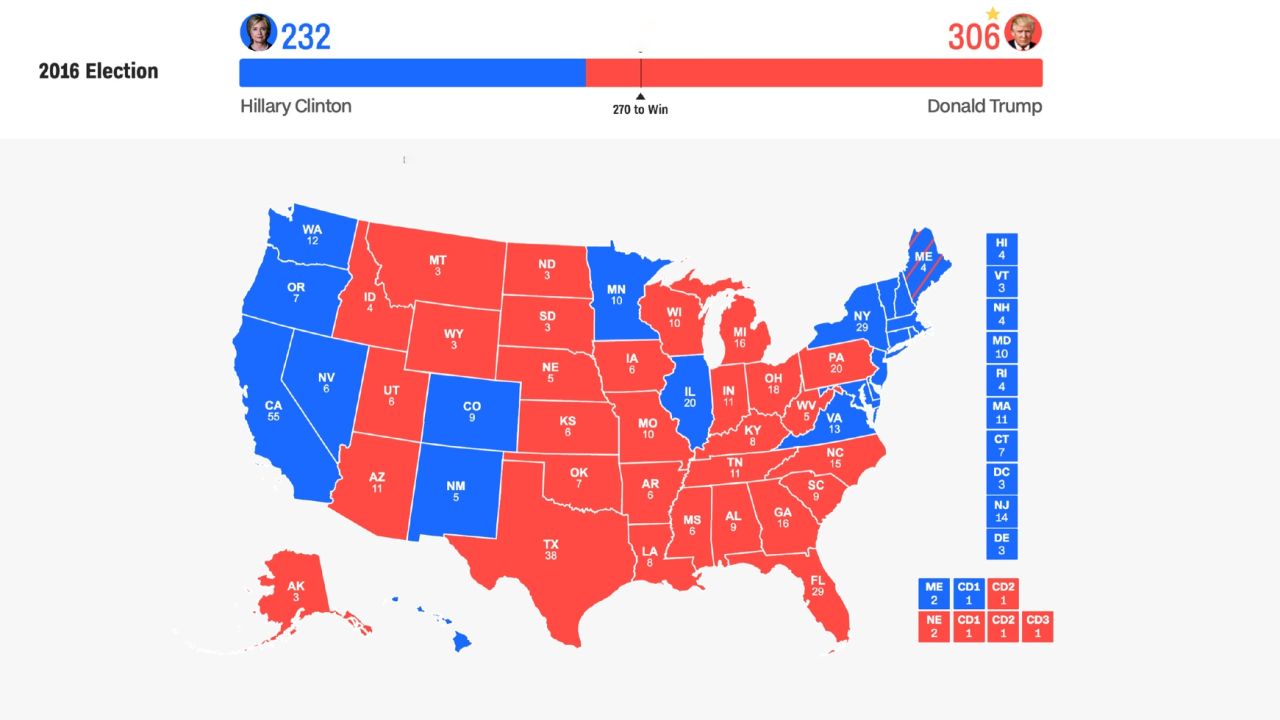 232
306
2016 Election
Hillary Clinton
270 to Win
Donald Trump
WA
12
OR
7
CA
55
NV
6
ID
4
MT
3
WY
3
UT
6
AZ
11
CO
9
NM
5
ND
3
SD
3
NE
5
KS
6
OK
7
TX
38
MN
10
IA
6
MO
10
AR
6
LA
8
WI
10
IL
20
MI
16
IN
11
OH
18
KY
8
TN
11
MS
6
AL
9
GA
16
FL
29
SC
9
NC
15
VA
13
WV
5
PA
20
NY
29
ME
4
AK
3
HI
4
VT
3
NH
4
MD
10
RI
4
MA
11
CT
7
DC
3
NJ
14
DE
3
ME
2
CD1
1
CD2
1
NE
2
CD1
1
CD2
1
CD3
1